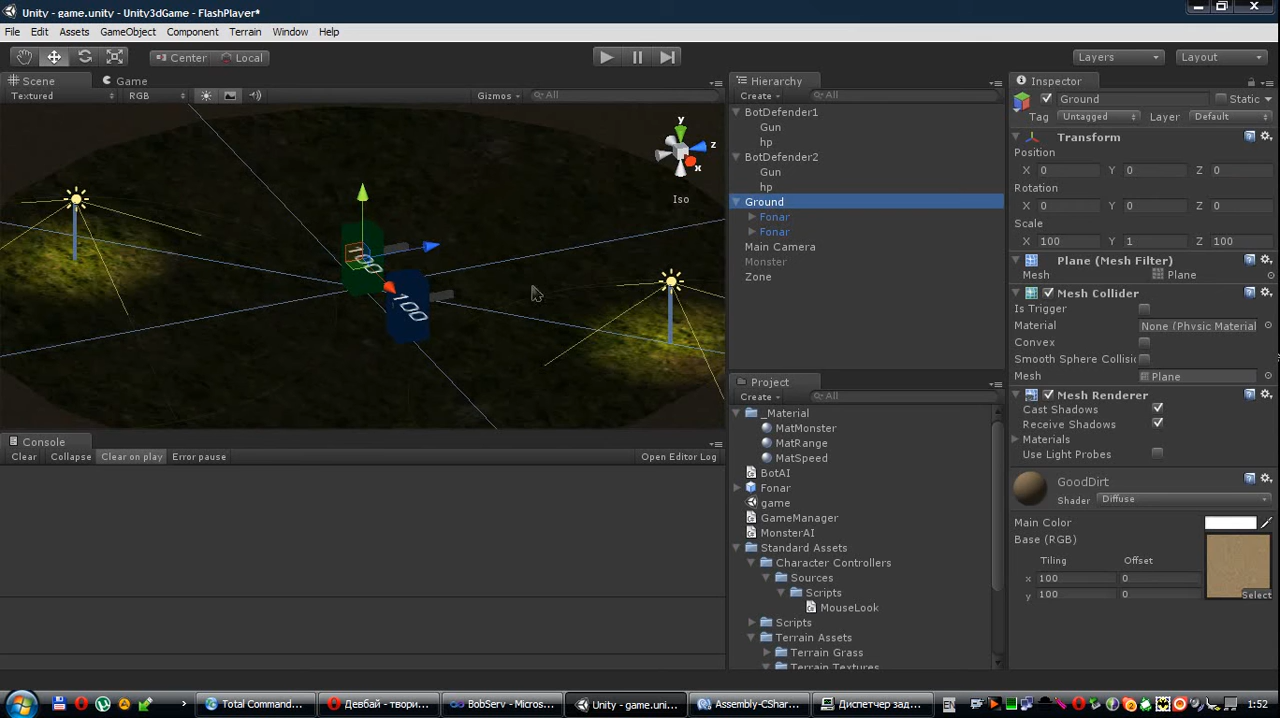 Unity - game.unity - Unity3dGame - FlashPlayer*
File Edit Assets GameObject Component Terrain Window Help
Center Local Layers Layout
Scene Game
Textured RGB Gizmos All
y
z
x
Iso
100
100
Console
Clear Collapse Clear on play Error pause Open Editor Log
Hierarchy
Create All
BotDefender1
Gun
hp
BotDefender2
Gun
hp
Ground
Fonar
Fonar
Main Camera
Monster
Zone
Project
Create All
_Material
MatMonster
MatRange
MatSpeed
BotAI
Fonar
game
GameManager
MonsterAI
Standard Assets
Character Controllers
Sources
Scripts
MouseLook
Scripts
Terrain Assets
Terrain Grass
Terrain Textures
Inspector
Ground Static
Tag Untagged Layer Default
Transform
Position
X 0 Y 0 Z 0
Rotation
X 0 Y 0 Z 0
Scale
X 100 Y 1 Z 100
Plane (Mesh Filter)
Mesh Plane
Mesh Collider
Is Trigger
Material None (Physic Material
Convex
Smooth Sphere Collisio
Mesh Plane
Mesh Renderer
Cast Shadows
Receive Shadows
Materials
Use Light Probes
GoodDirt
Shader Diffuse
Main Color
Base (RGB)
Tiling Offset
x 100 0
y 100 0
Select
Total Command... Девбай - твори... BobServ - Micros... Unity - game.uni... Assembly-CShar... Диспетчер зад... EN 1:52